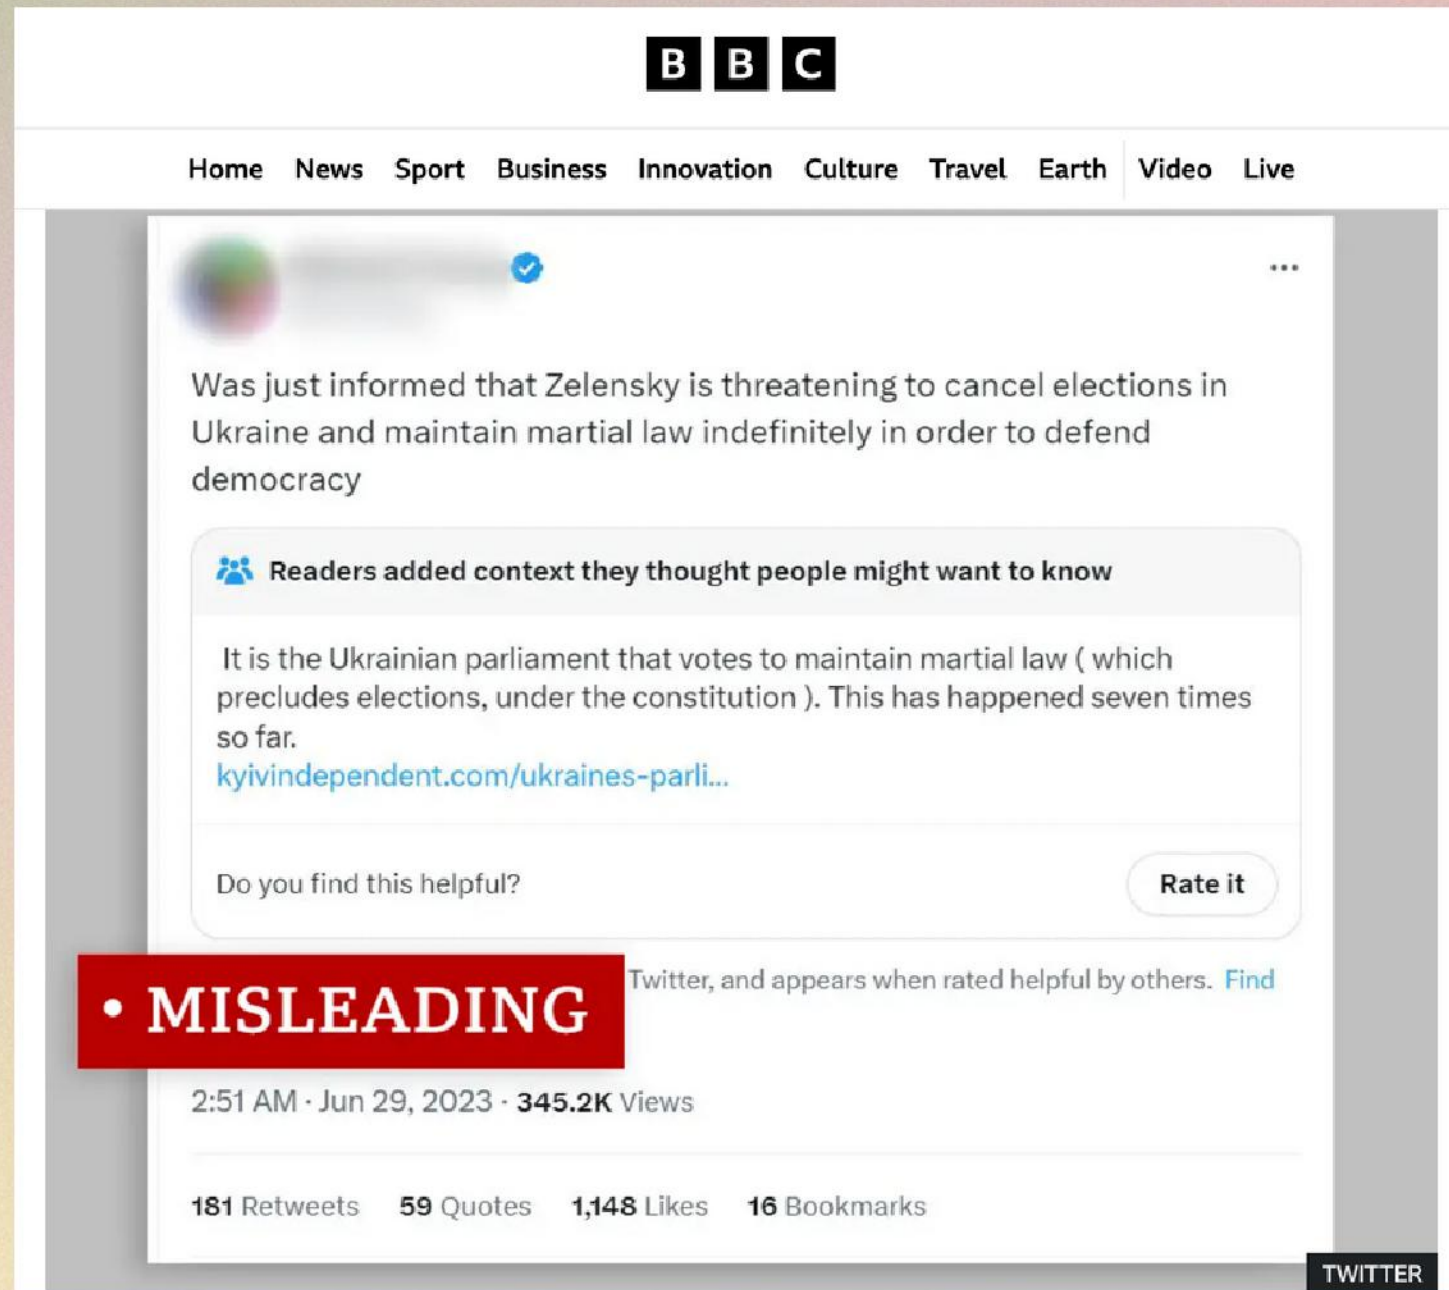 BBC
Home News Sport Business Innovation Culture Travel Earth Video Live
Was just informed that Zelensky is threatening to cancel elections in
Ukraine and maintain martial law indefinitely in order to defend
democracy
Readers added context they thought people might want to know
It is the Ukrainian parliament that votes to maintain martial law ( which
precludes elections, under the constitution ). This has happened seven times
so far.
kyivindependent.com/ukraines-parli...
Do you find this helpful? Rate it
Twitter, and appears when rated helpful by others. Find
• MISLEADING
2:51 AM · Jun 29, 2023 · 345.2K Views
181 Retweets 59 Quotes 1,148 Likes 16 Bookmarks
TWITTER